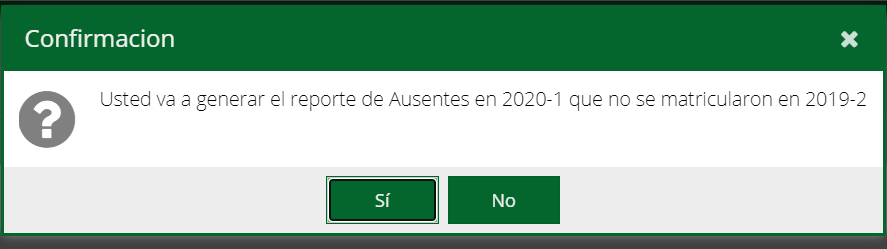 Confirmacion
Usted va a generar el reporte de Ausentes en 2020-1 que no se matricularon en 2019-2
Sí
No